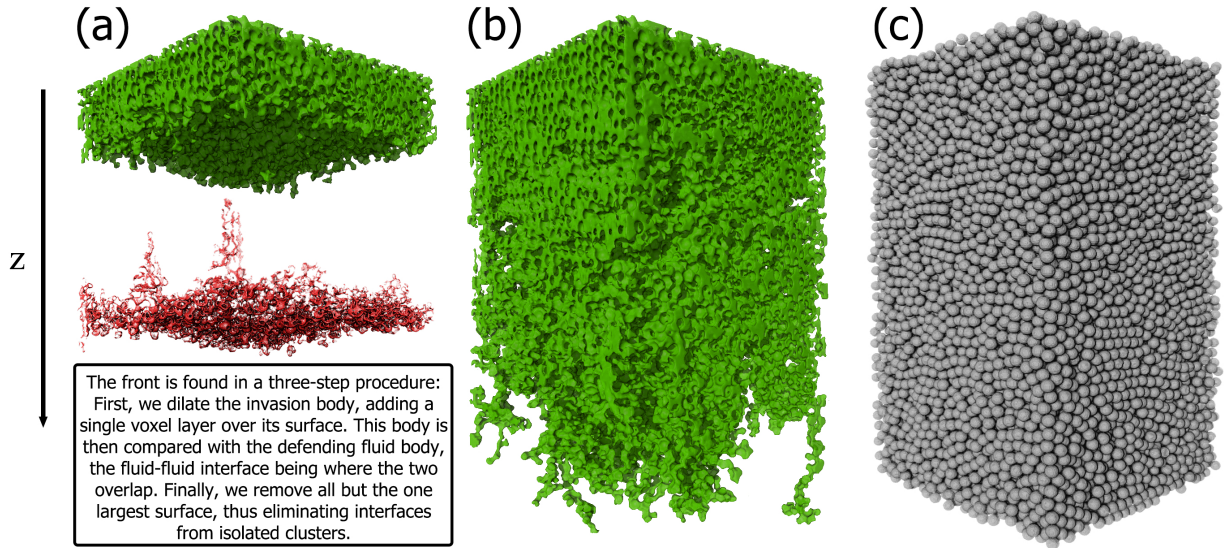 (a)
(b)
(c)
z
The front is found in a three-step procedure:
First, we dilate the invasion body, adding a
single voxel layer over its surface. This body is
then compared with the defending fluid body,
the fluid-fluid interface being where the two
overlap. Finally, we remove all but the one
largest surface, thus eliminating interfaces
from isolated clusters.